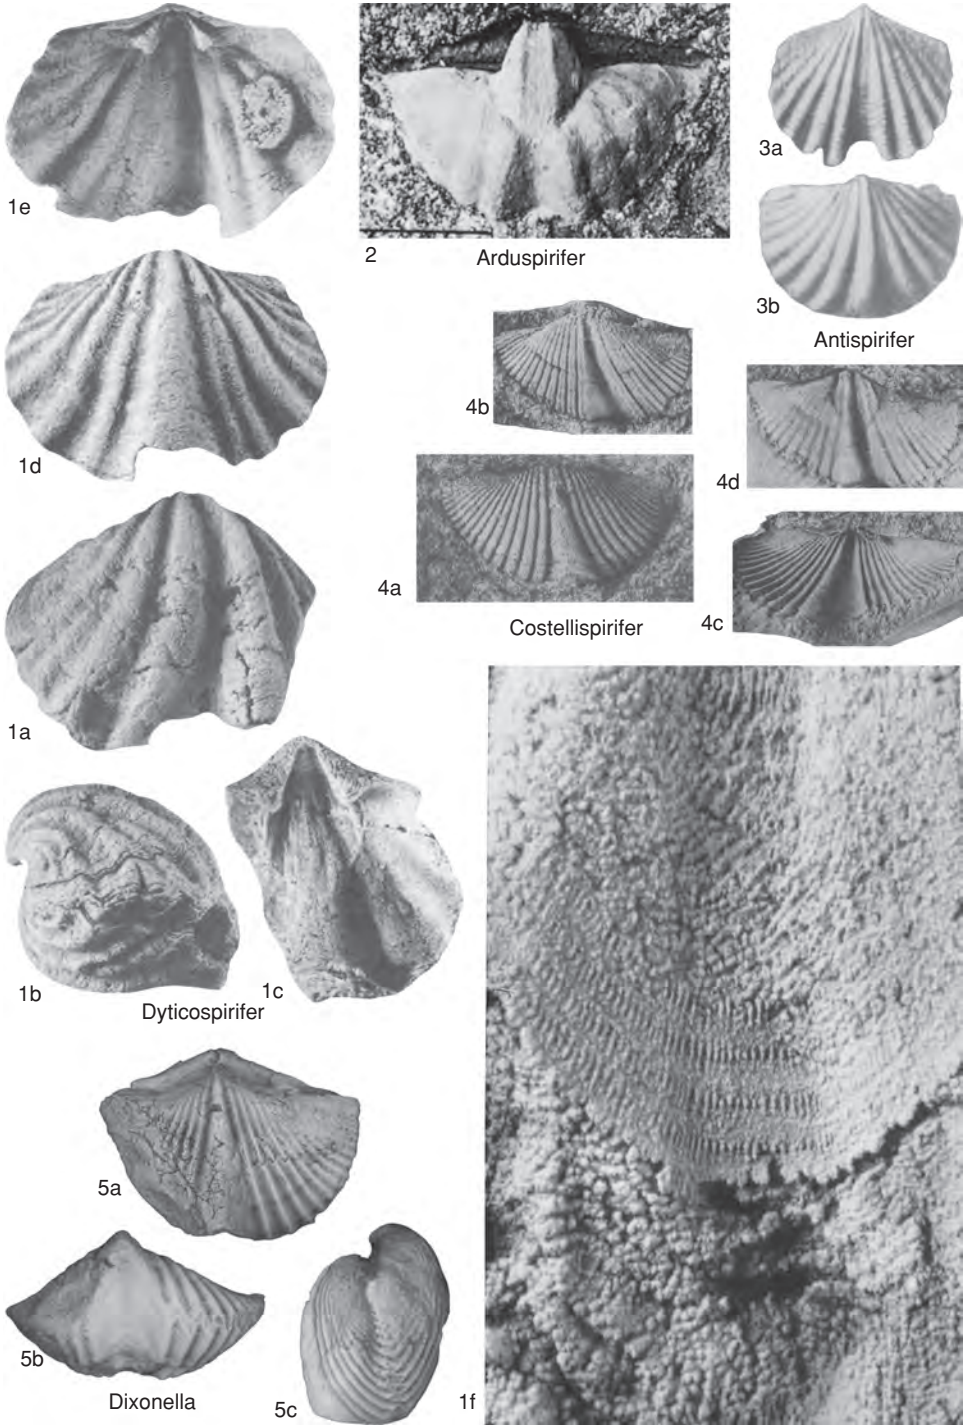 1e
2
Arduspirifer
3a
3b
Antispirifer
1d
4b
4d
4a
Costellispirifer
4c
1a
1b
1c
Dyticospirifer
5a
5b
Dixonella
5c
1f